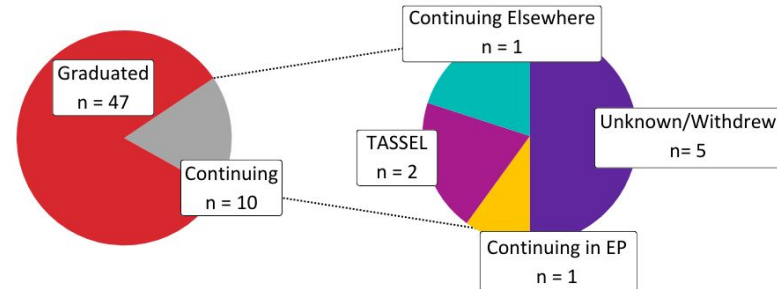 Continuing Elsewhere
n = 1
Graduated
n = 47
Unknown/Withdrew
n= 5
TASSEL
n = 2
Continuing
n = 10
Continuing in EP
n = 1